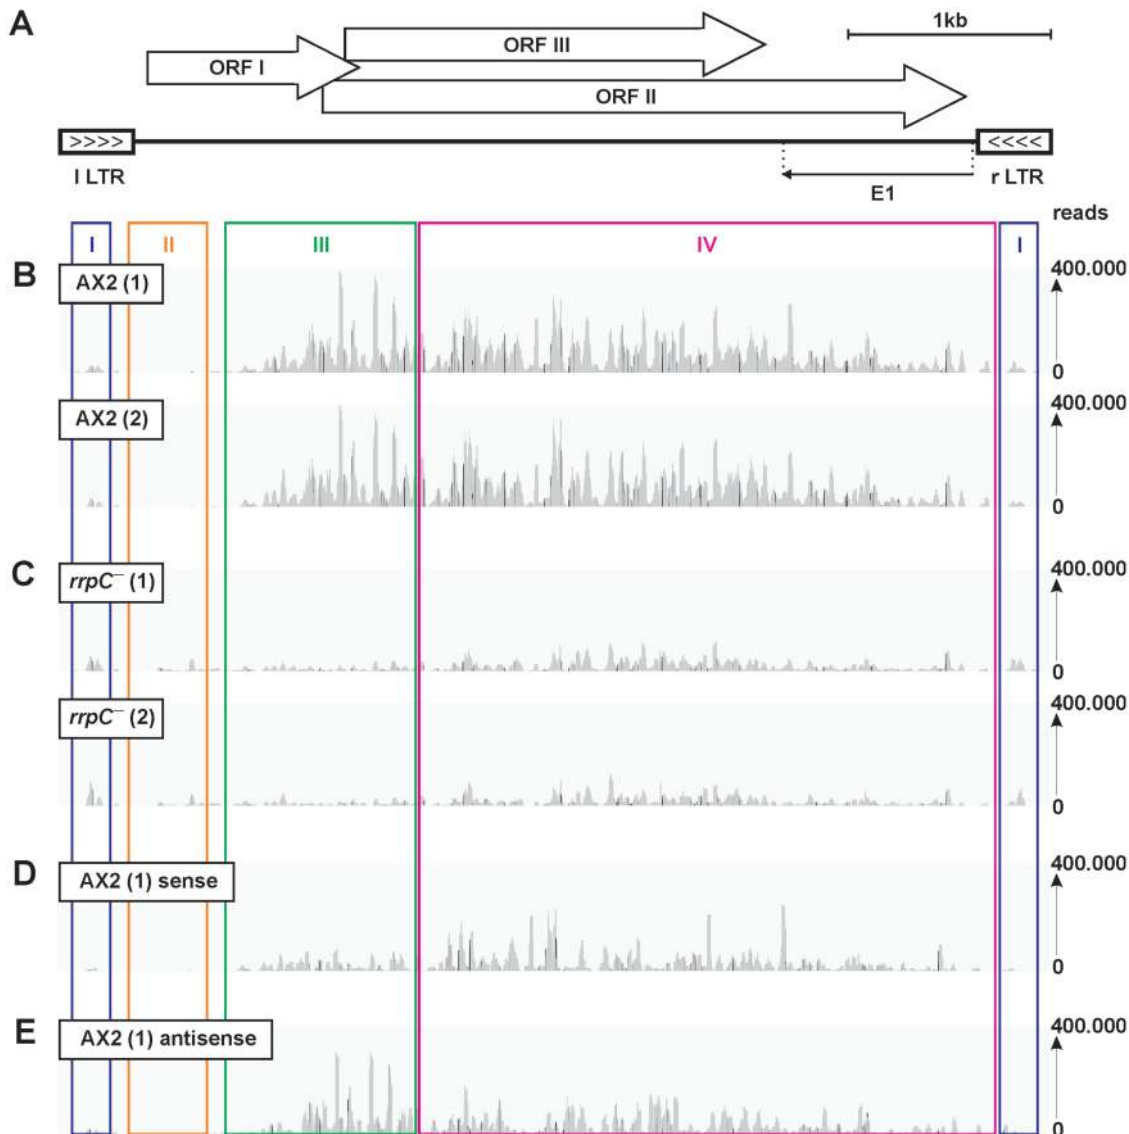 A
1kb
ORF III
ORF I
ORF II
>>>>
<<<<
l LTR
r LTR
E1
reads
I
II
III
IV
I
B
AX2 (1)
400.000
0
AX2 (2)
400.000
0
C
rrpC– (1)
400.000
0
rrpC– (2)
400.000
0
D
AX2 (1) sense
400.000
0
E
AX2 (1) antisense
400.000
0